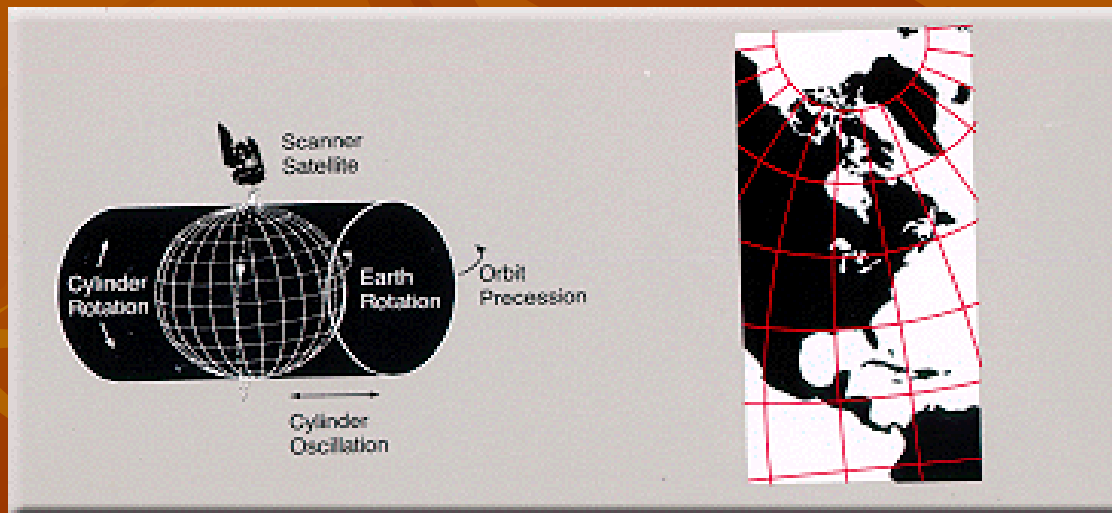 Scanner
Satellite
Cylinder
Rotation
Earth
Rotation
Orbit
Precession
Cylinder
Oscillation